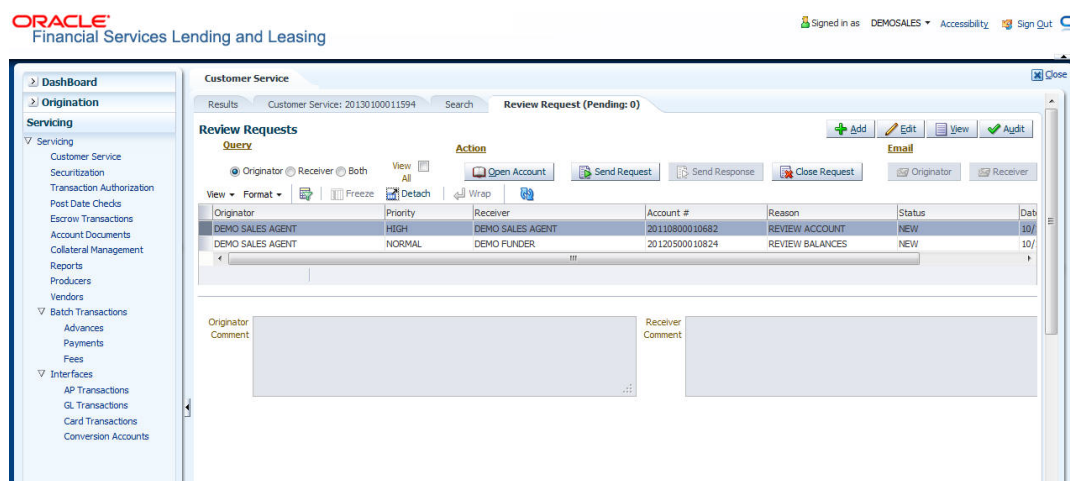 ORACLE'
Financial Services Lending and Leasing
Signed in as DEMOSALES Accessibility Sign Out
Close
DashBoard
Origination
Servicing
Servicing
Customer Service
Securitization
Transaction Authorization
Post Date Checks
Escrow Transactions
Account Documents
Collateral Management
Reports
Producers
Vendors
Batch Transactions
Advances
Payments
Fees
Interfaces
AP Transactions
GL Transactions
Card Transactions
Conversion Accounts
Customer Service
Results Customer Service: 20130100011594 Search Review Request (Pending: 0)
Review Requests
Add Edit View Audit
Query Action Email
Originator Receiver Both View All Open Account Send Request Send Response Close Request Originator Receiver
View Format Freeze Detach Wrap
Originator Priority Receiver Account # Reason Status Dat
DEMO SALES AGENT HIGH DEMO SALES AGENT 20110800010682 REVIEW ACCOUNT NEW 10/
DEMO SALES AGENT NORMAL DEMO FUNDER 20120500010824 REVIEW BALANCES NEW 10/
Originator Comment
Receiver Comment